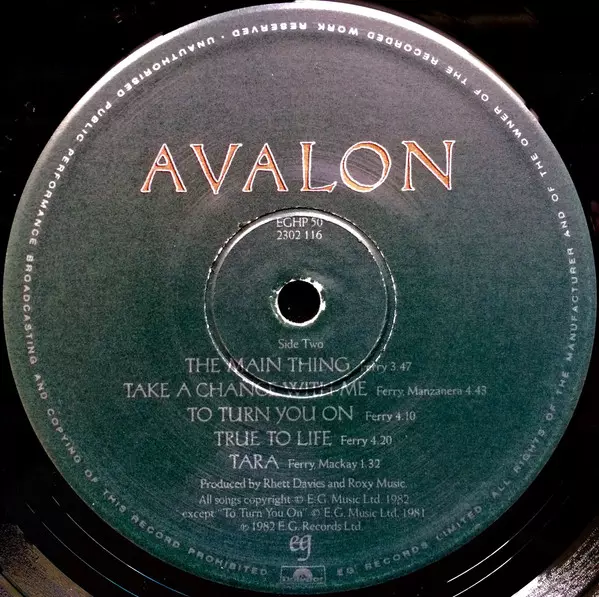 AVALON
EGHP 50
2302 116
Side Two
THE MAIN THING Ferry 3.47
TAKE A CHANCE WITH ME Ferry, Manzanera 4.43
TO TURN YOU ON Ferry 4.10
TRUE TO LIFE Ferry 4.20
TARA Ferry, Mackay 1.32
Produced by Rhett Davies and Roxy Music
All songs copyright © E.G. Music Ltd. 1982
except "To Turn You On" © E.G. Music Ltd. 1981
℗ 1982 E.G. Records Ltd.
eg
Polydor
EG RECORDS LIMITED · ALL RIGHTS OF THE MANUFACTURER AND OF THE OWNER OF THE RECORDED WORK RESERVED · UNAUTHORISED PUBLIC PERFORMANCE BROADCASTING AND COPYING OF THIS RECORD PROHIBITED